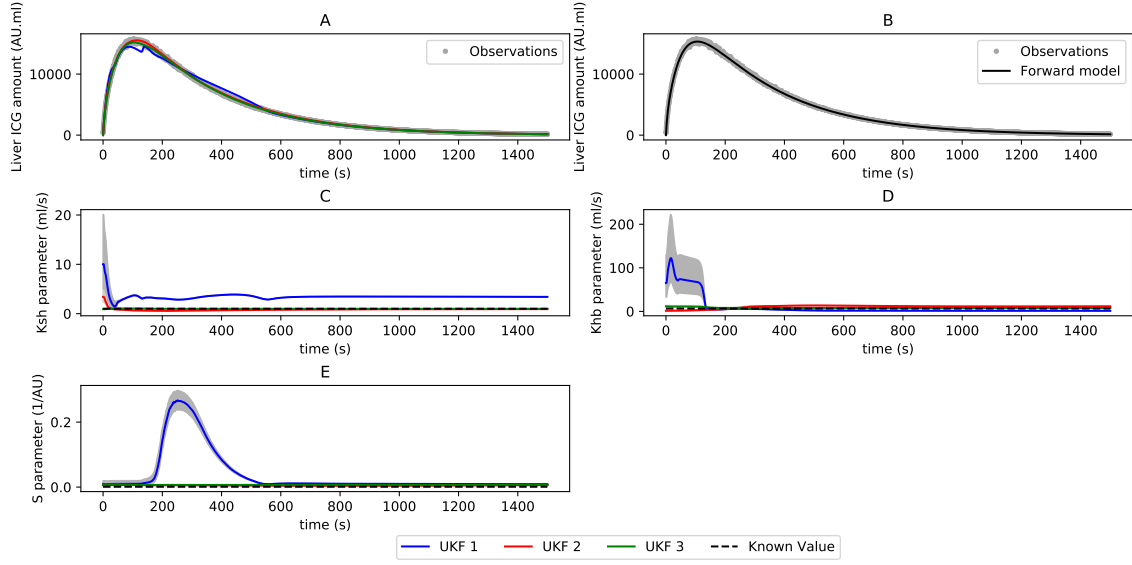 A
Liver ICG amount (AU.ml)
10000
0
Observations
0 200 400 600 800 1000 1200 1400
time (s)
B
Liver ICG amount (AU.ml)
10000
0
Observations
Forward model
0 200 400 600 800 1000 1200 1400
time (s)
C
Ksh parameter (ml/s)
20
10
0
0 200 400 600 800 1000 1200 1400
time (s)
D
Khb parameter (ml/s)
200
100
0
0 200 400 600 800 1000 1200 1400
time (s)
E
S parameter (1/AU)
0.2
0.0
0 200 400 600 800 1000 1200 1400
time (s)
UKF 1 UKF 2 UKF 3 Known Value